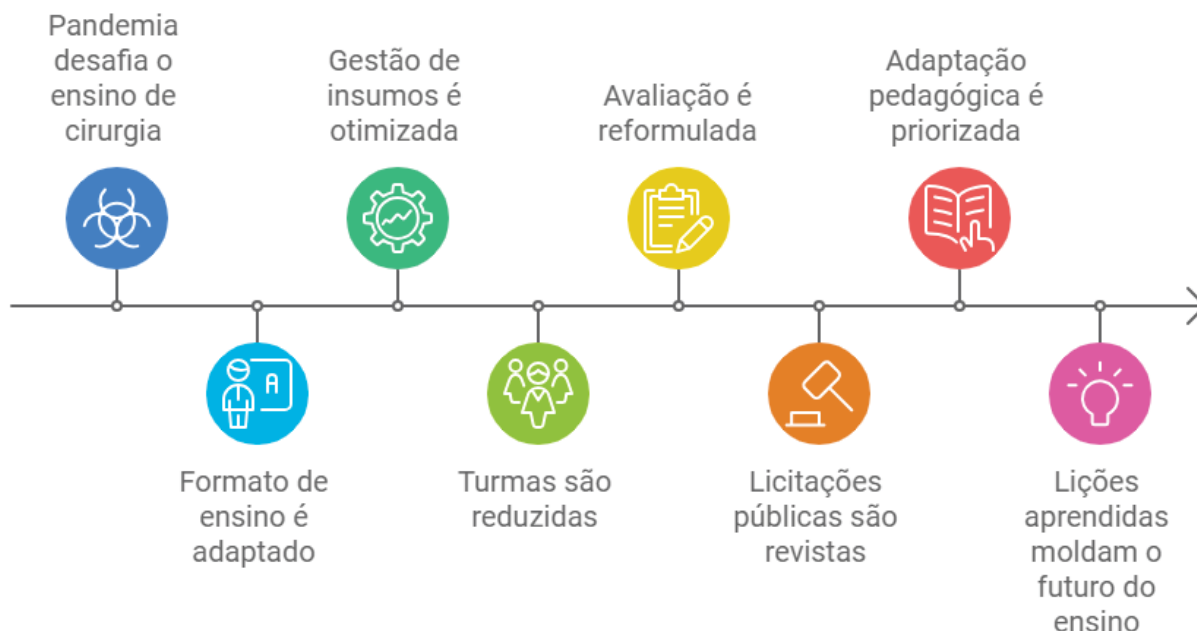 Pandemia
desafia o
ensino de
cirurgia
A
Formato de
ensino é
adaptado
Gestão de
insumos é
otimizada
Turmas são
reduzidas
Avaliação é
reformulada
Licitações
públicas são
revistas
Adaptação
pedagógica é
priorizada
Lições
aprendidas
moldam o
futuro do
ensino